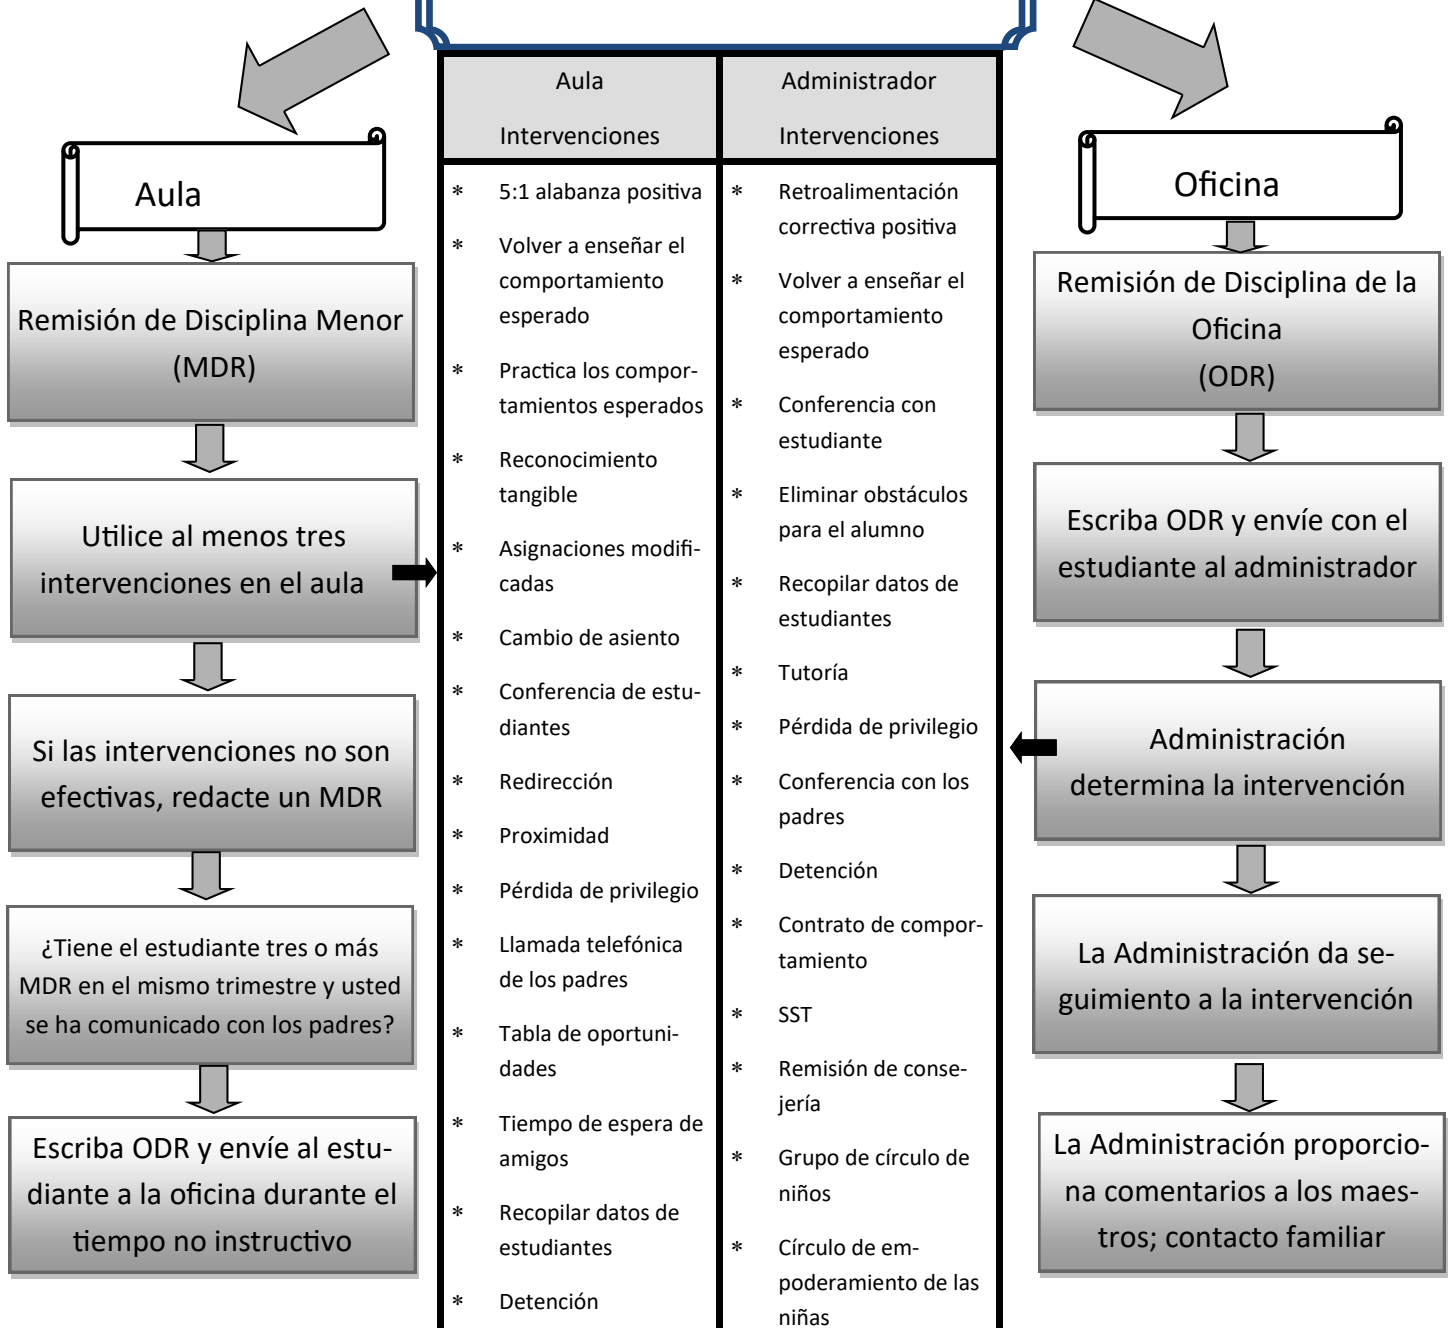 Aula
Remisión de Disciplina Menor
(MDR)
Utilice al menos tres
intervenciones en el aula
Si las intervenciones no son
efectivas, redacte un MDR
¿Tiene el estudiante tres o más
MDR en el mismo trimestre y usted
se ha comunicado con los padres?
Escriba ODR y envíe al estu-
diante a la oficina durante el
tiempo no instructivo
Aula
Intervenciones
* 5:1 alabanza positiva
* Volver a enseñar el
comportamiento
esperado
* Practica los compor-
tamientos esperados
* Reconocimiento
tangible
* Asignaciones modifi-
cadas
* Cambio de asiento
* Conferencia de estu-
diantes
* Redirección
* Proximidad
* Pérdida de privilegio
* Llamada telefónica
de los padres
* Tabla de oportuni-
dades
* Tiempo de espera de
amigos
* Recopilar datos de
estudiantes
* Detención
Administrador
Intervenciones
* Retroalimentación
correctiva positiva
* Volver a enseñar el
comportamiento
esperado
* Conferencia con
estudiante
* Eliminar obstáculos
para el alumno
* Recopilar datos de
estudiantes
* Tutoría
* Pérdida de privilegio
* Conferencia con los
padres
* Detención
* Contrato de compor-
tamiento
* SST
* Remisión de conse-
jería
* Grupo de círculo de
niños
* Círculo de em-
poderamiento de las
niñas
Oficina
Remisión de Disciplina de la
Oficina
(ODR)
Escriba ODR y envíe con el
estudiante al administrador
Administración
determina la intervención
La Administración da se-
guimiento a la intervención
La Administración proporcio-
na comentarios a los maes-
tros; contacto familiar